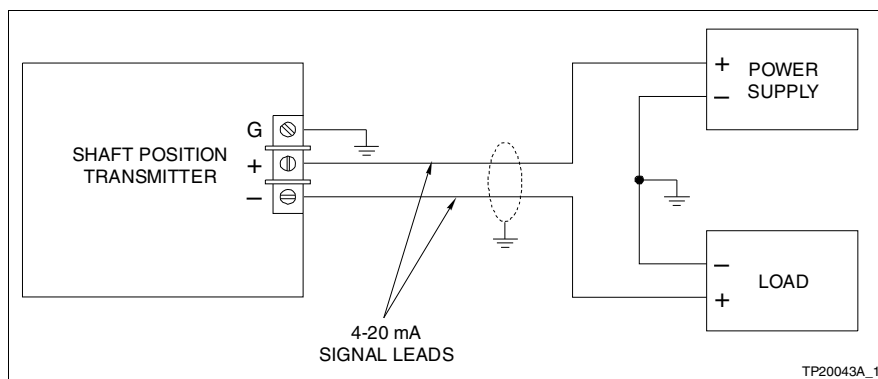 +
POWER
SUPPLY
−
G
SHAFT POSITION
TRANSMITTER
+
−
−
LOAD
+
4-20 mA
SIGNAL LEADS
TP20043A_1